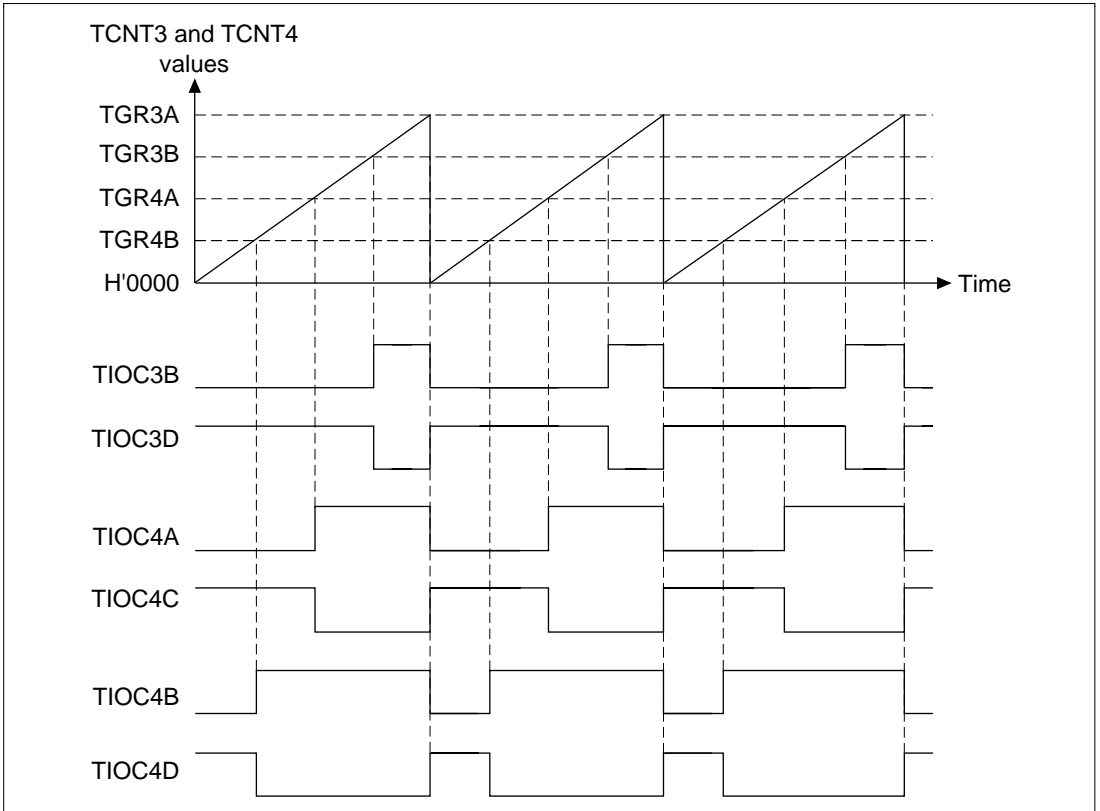 TCNT3 and TCNT4
values
TGR3A
TGR3B
TGR4A
TGR4B
H'0000
Time
TIOC3B
TIOC3D
TIOC4A
TIOC4C
TIOC4B
TIOC4D